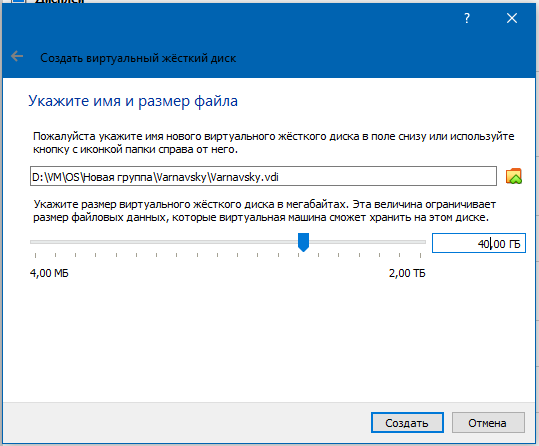 ?
Создать виртуальный жёсткий диск
Укажите имя и размер файла
Пожалуйста укажите имя нового виртуального жёсткого диска в поле снизу или используйте
кнопку с иконкой папки справа от него.
D:\VM\OS\Новая группа\Varnavsky\Varnavsky.vdi
Укажите размер виртуального жёсткого диска в мегабайтах. Эта величина ограничивает
размер файловых данных, которые виртуальная машина сможет хранить на этом диске.
40,00 ГБ
4,00 МБ 2,00 ТБ
Создать Отмена